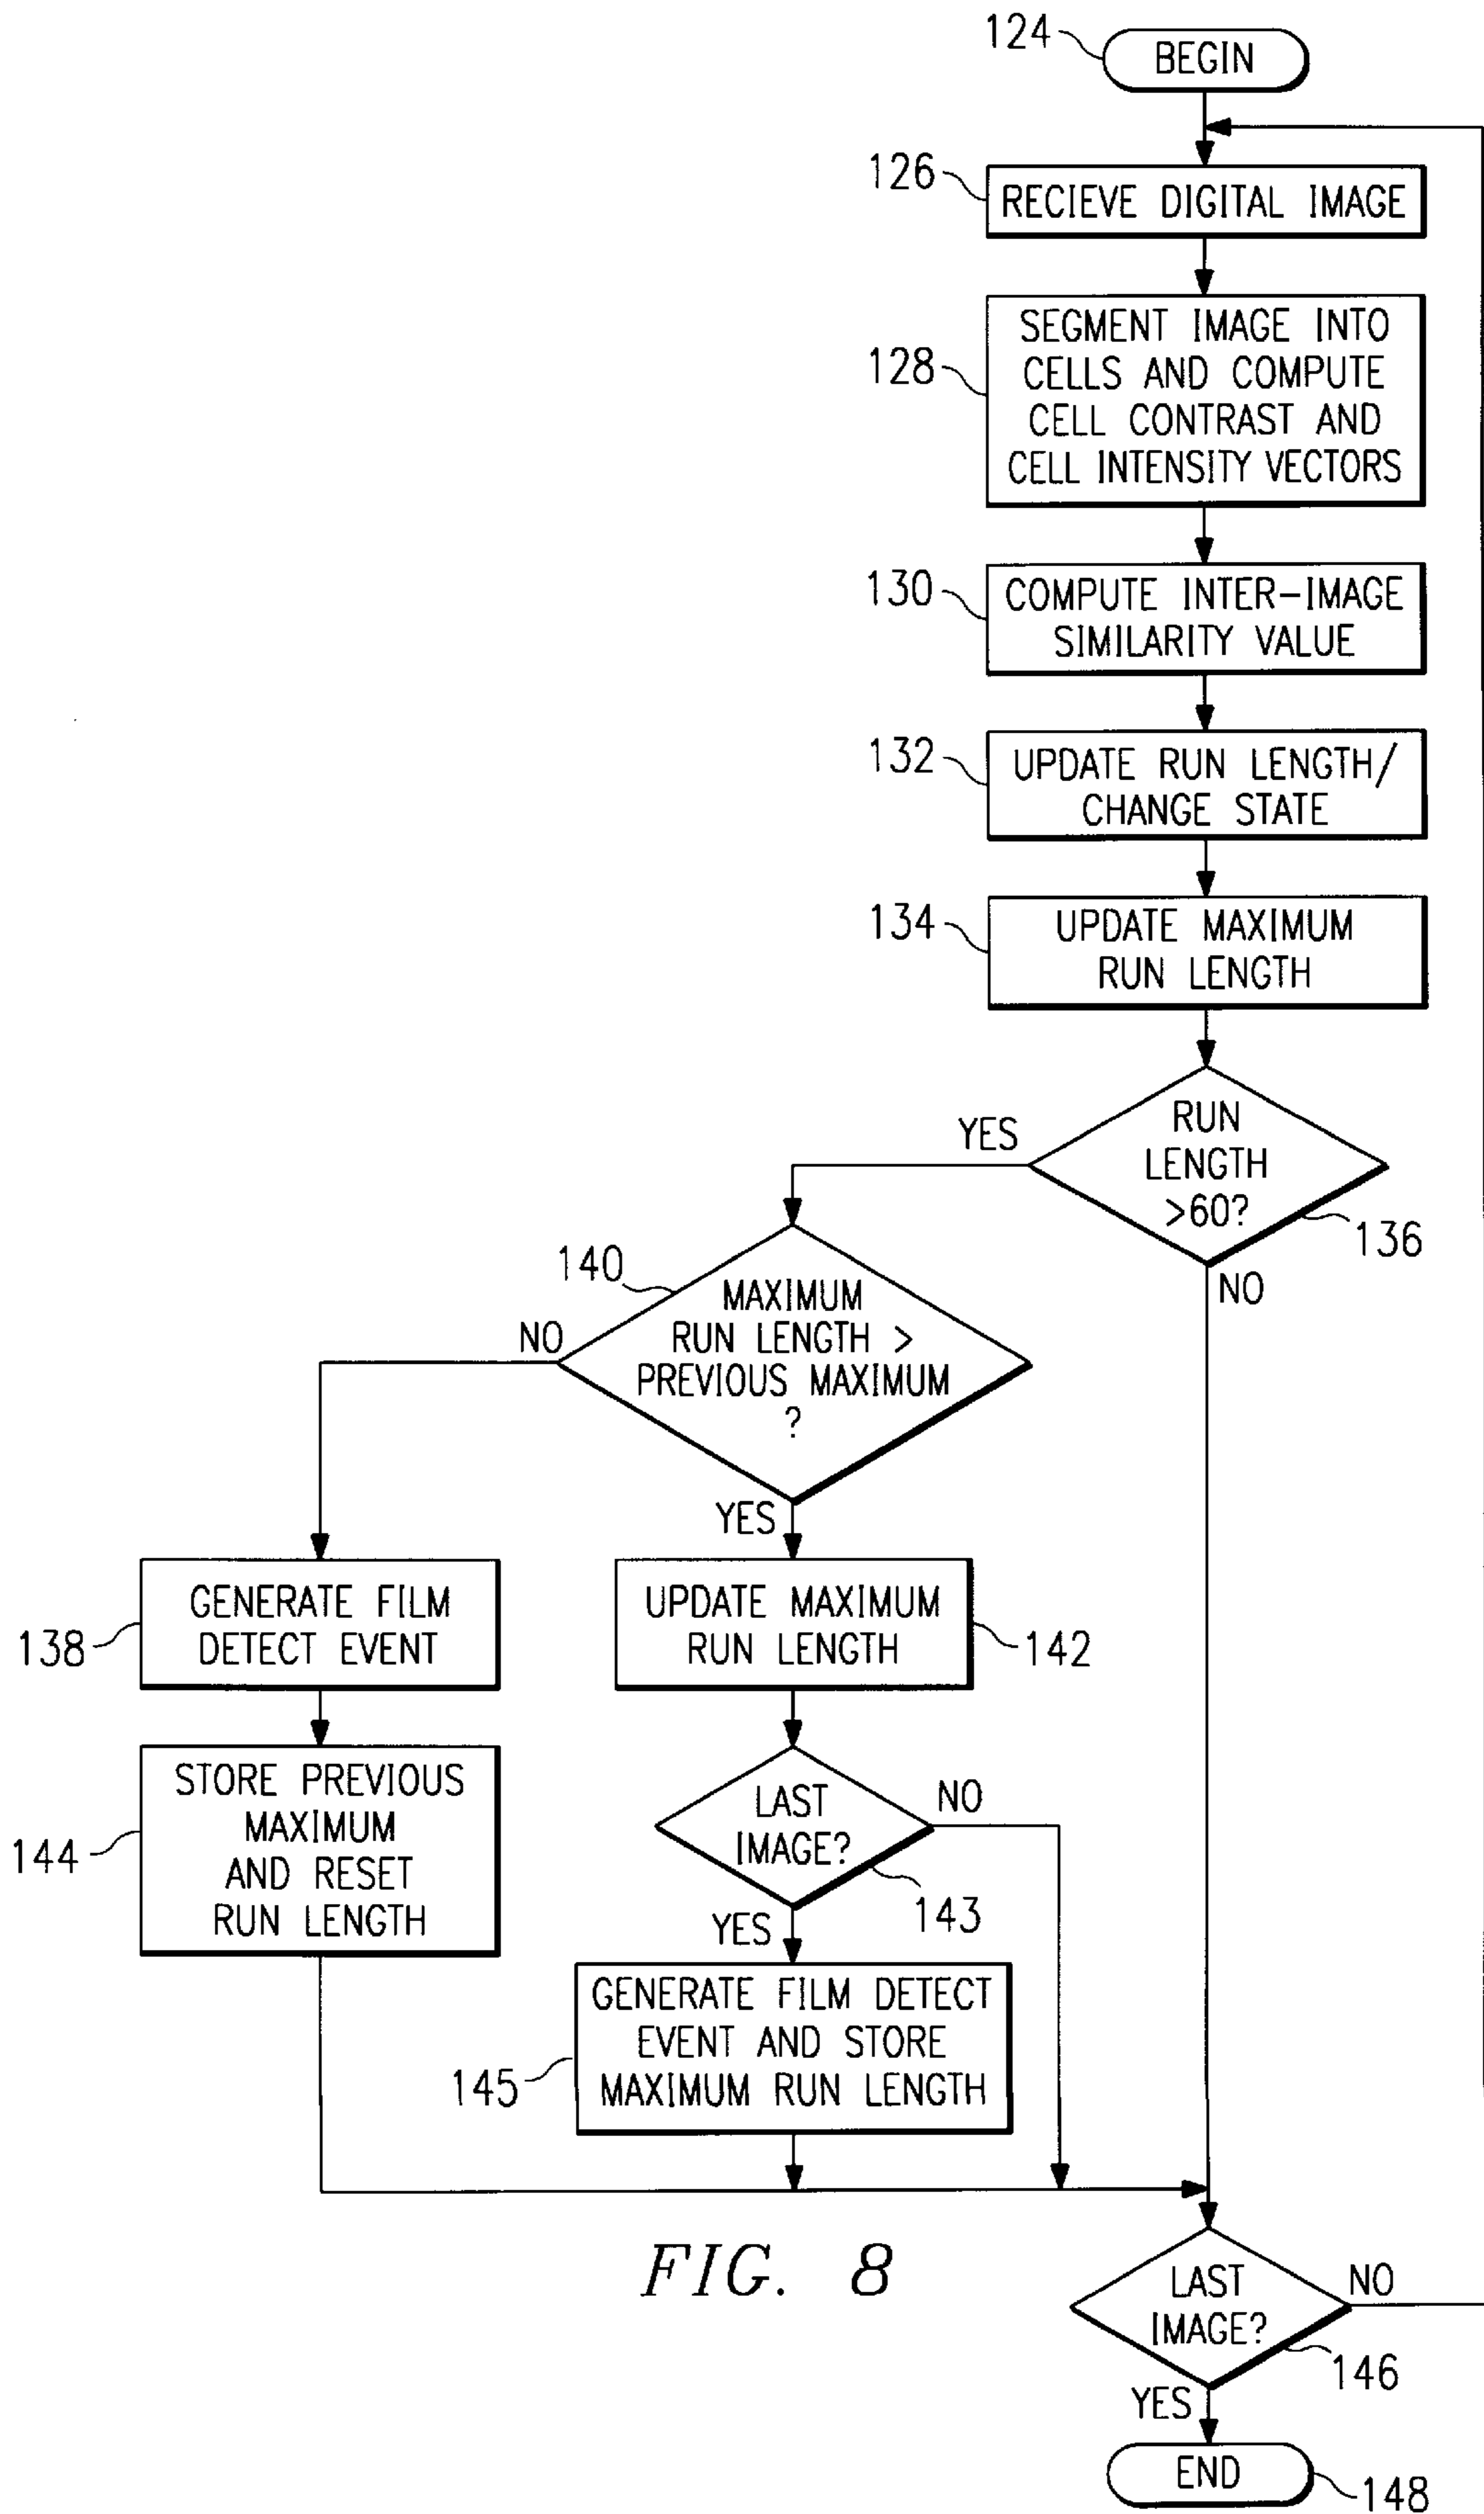 124
BEGIN
126
RECIEVE DIGITAL IMAGE
128
SEGMENT IMAGE INTO
CELLS AND COMPUTE
CELL CONTRAST AND
CELL INTENSITY VECTORS
130
COMPUTE INTER-IMAGE
SIMILARITY VALUE
132
UPDATE RUN LENGTH/
CHANGE STATE
134
UPDATE MAXIMUM
RUN LENGTH
YES
RUN
LENGTH
>60?
136
NO
140
MAXIMUM
RUN LENGTH >
PREVIOUS MAXIMUM
?
NO
YES
138
GENERATE FILM
DETECT EVENT
UPDATE MAXIMUM
RUN LENGTH
142
144
STORE PREVIOUS
MAXIMUM
AND RESET
RUN LENGTH
LAST
IMAGE?
NO
143
YES
145
GENERATE FILM DETECT
EVENT AND STORE
MAXIMUM RUN LENGTH
FIG. 8
LAST
IMAGE?
NO
146
YES
END
148